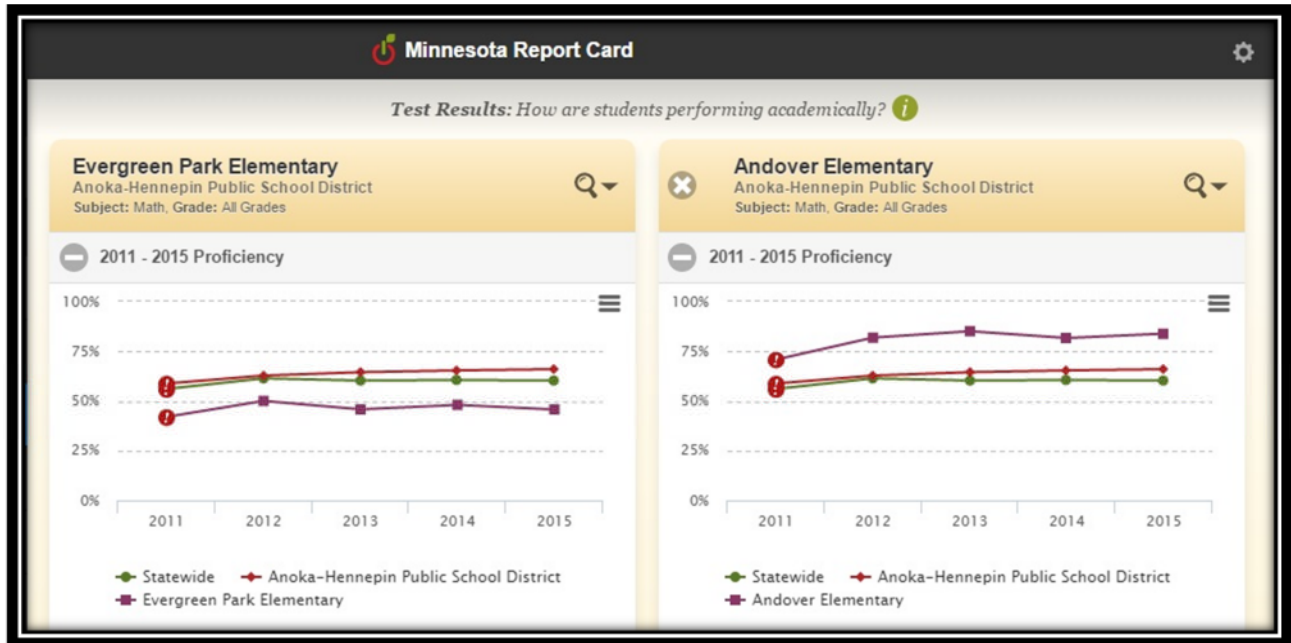 Minnesota Report Card
Test Results: How are students performing academically? i
Evergreen Park Elementary
Anoka-Hennepin Public School District
Subject: Math, Grade: All Grades
2011 - 2015 Proficiency
100%
75%
50%
25%
0%
! ! !
2011 2012 2013 2014 2015
Statewide Anoka-Hennepin Public School District
Evergreen Park Elementary
Andover Elementary
Anoka-Hennepin Public School District
Subject: Math, Grade: All Grades
2011 - 2015 Proficiency
100%
75%
50%
25%
0%
! ! !
2011 2012 2013 2014 2015
Statewide Anoka-Hennepin Public School District
Andover Elementary